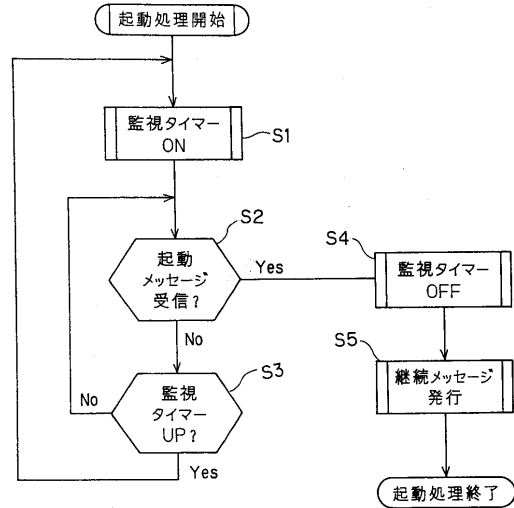 起動処理開始
監視タイマー
ON
S1
S2
起動
メッセージ
受信?
Yes
No
S3
監視
タイマー
UP?
No
Yes
S4
監視タイマー
OFF
S5
継続メッセージ
発行
起動処理終了